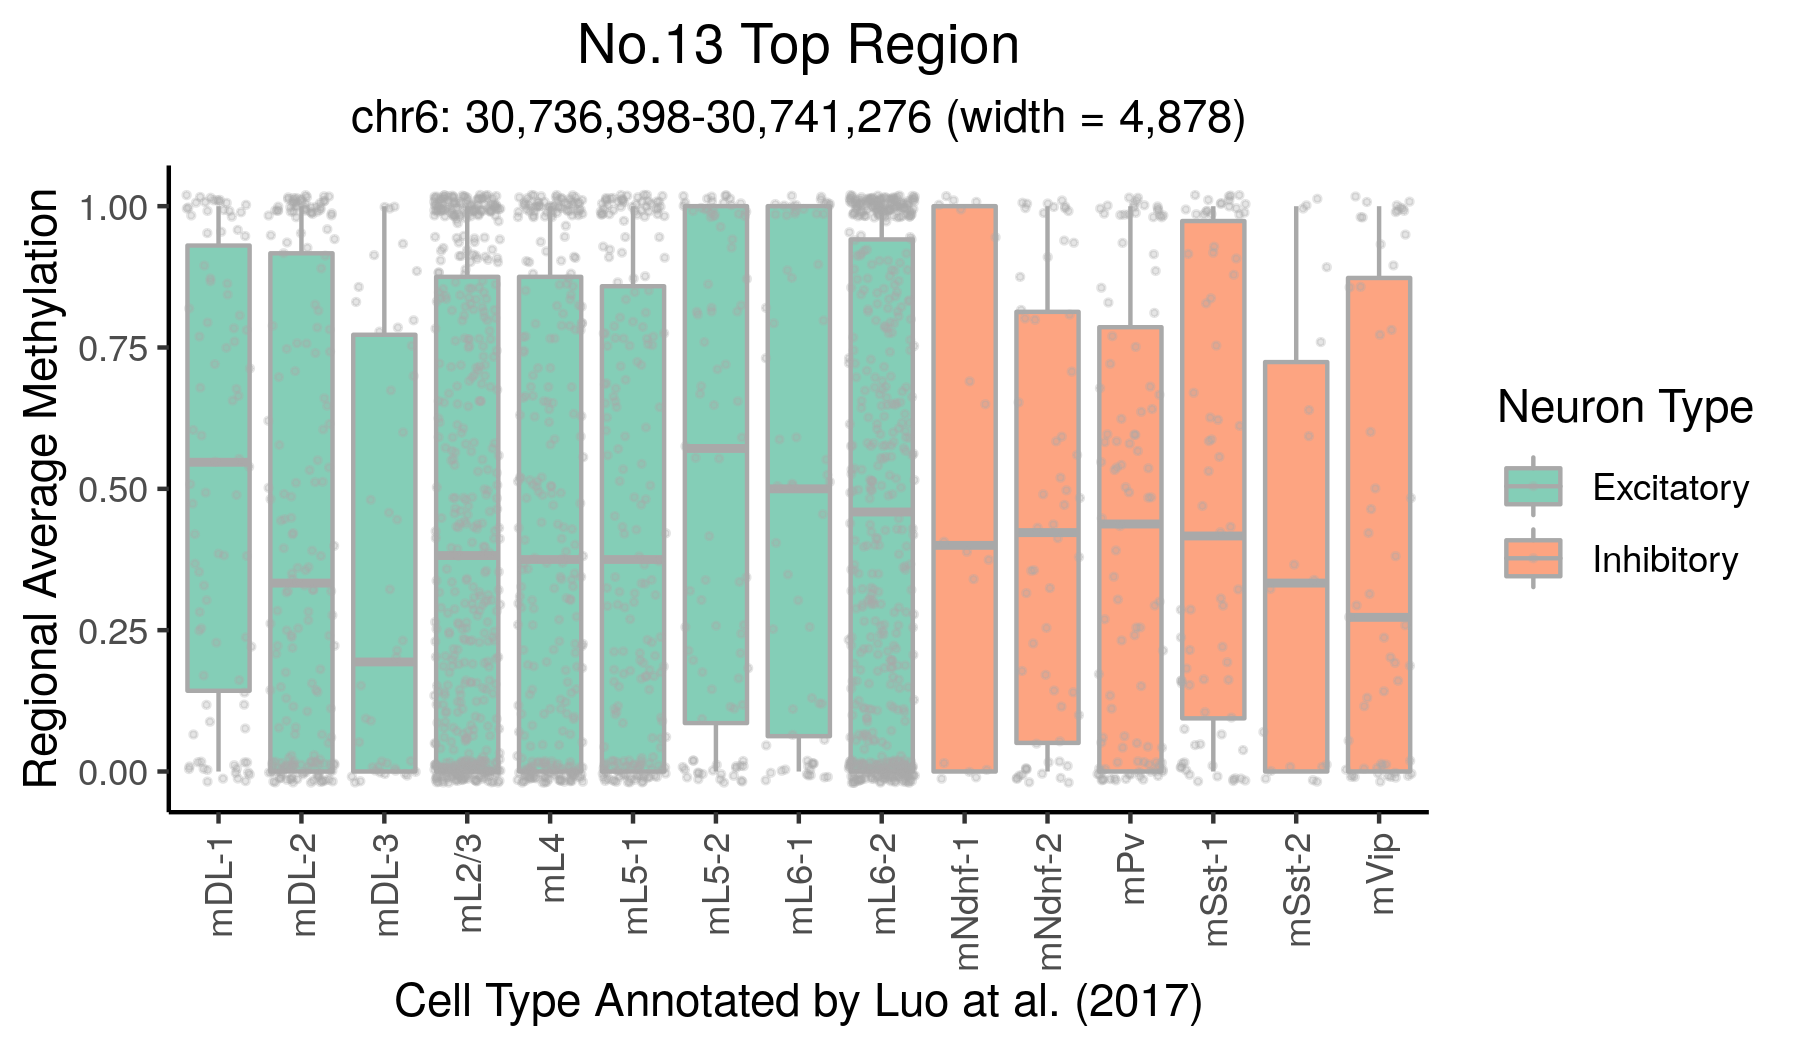 No.13 Top Region
chr6: 30,736,398-30,741,276 (width = 4,878)
Regional Average Methylation
1.00
0.75
0.50
0.25
0.00
mDL-1
mDL-2
mDL-3
mL2/3
mL4
mL5-1
mL5-2
mL6-1
mL6-2
mNdnf-1
mNdnf-2
mPv
mSst-1
mSst-2
mVip
Cell Type Annotated by Luo at al. (2017)
Neuron Type
Excitatory
Inhibitory